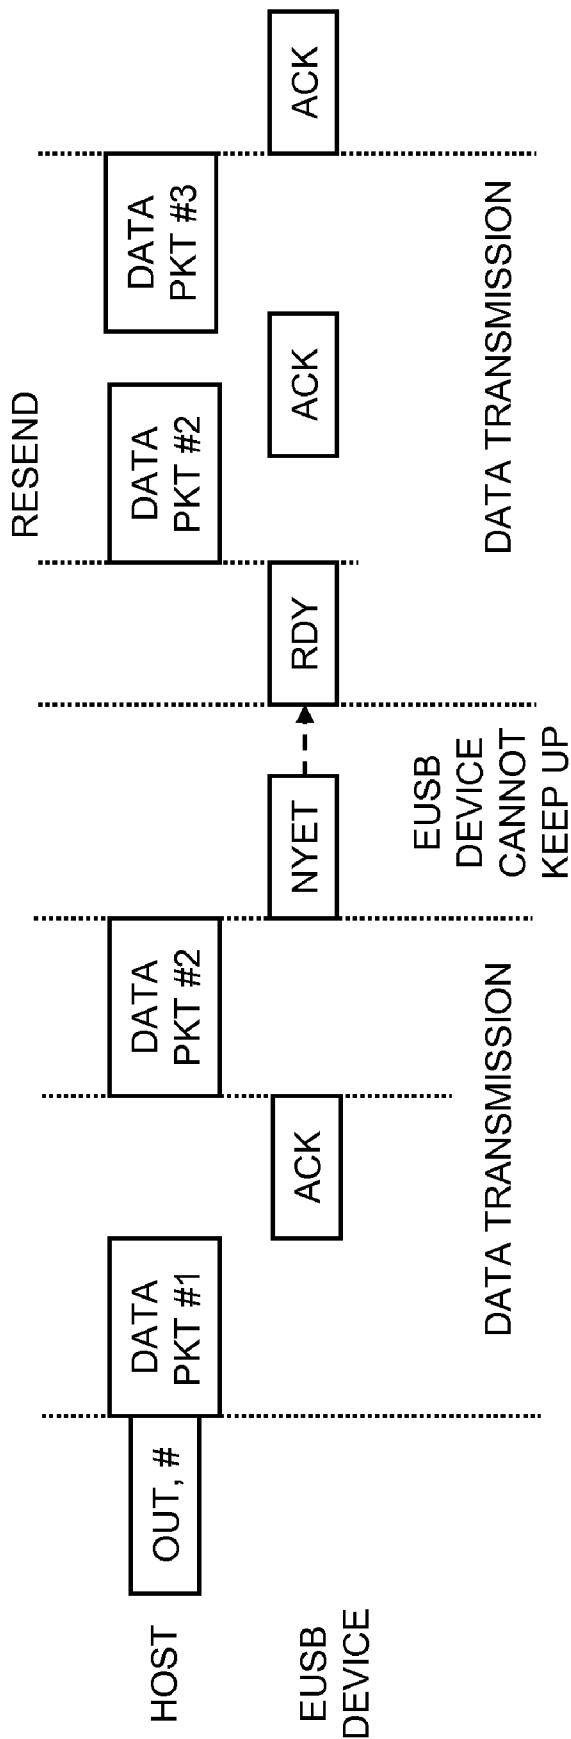 RESEND
HOST
OUT, #
DATA
PKT #1
DATA
PKT #2
DATA
PKT #2
DATA
PKT #3
EUSB
DEVICE
ACK
NYET
RDY
ACK
ACK
DATA TRANSMISSION
EUSB
DEVICE
CANNOT
KEEP UP
DATA TRANSMISSION